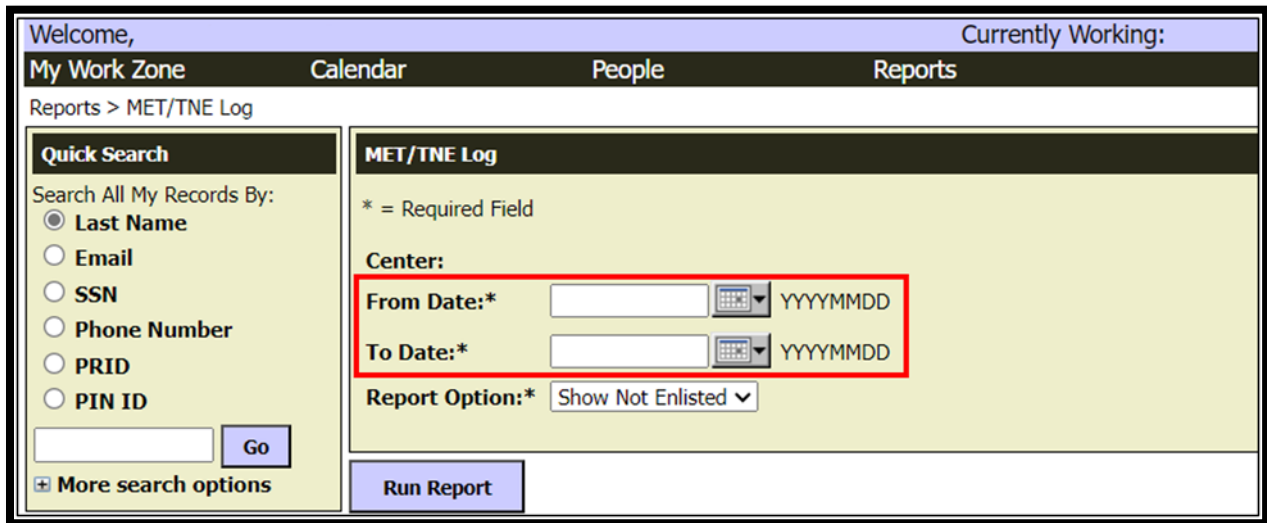 Welcome, Currently Working:
My Work Zone Calendar People Reports
Reports > MET/TNE Log
Quick Search
Search All My Records By:
Last Name
Email
SSN
Phone Number
PRID
PIN ID
Go
More search options
MET/TNE Log
* = Required Field
Center:
From Date:* YYYYMMDD
To Date:* YYYYMMDD
Report Option:* Show Not Enlisted
Run Report